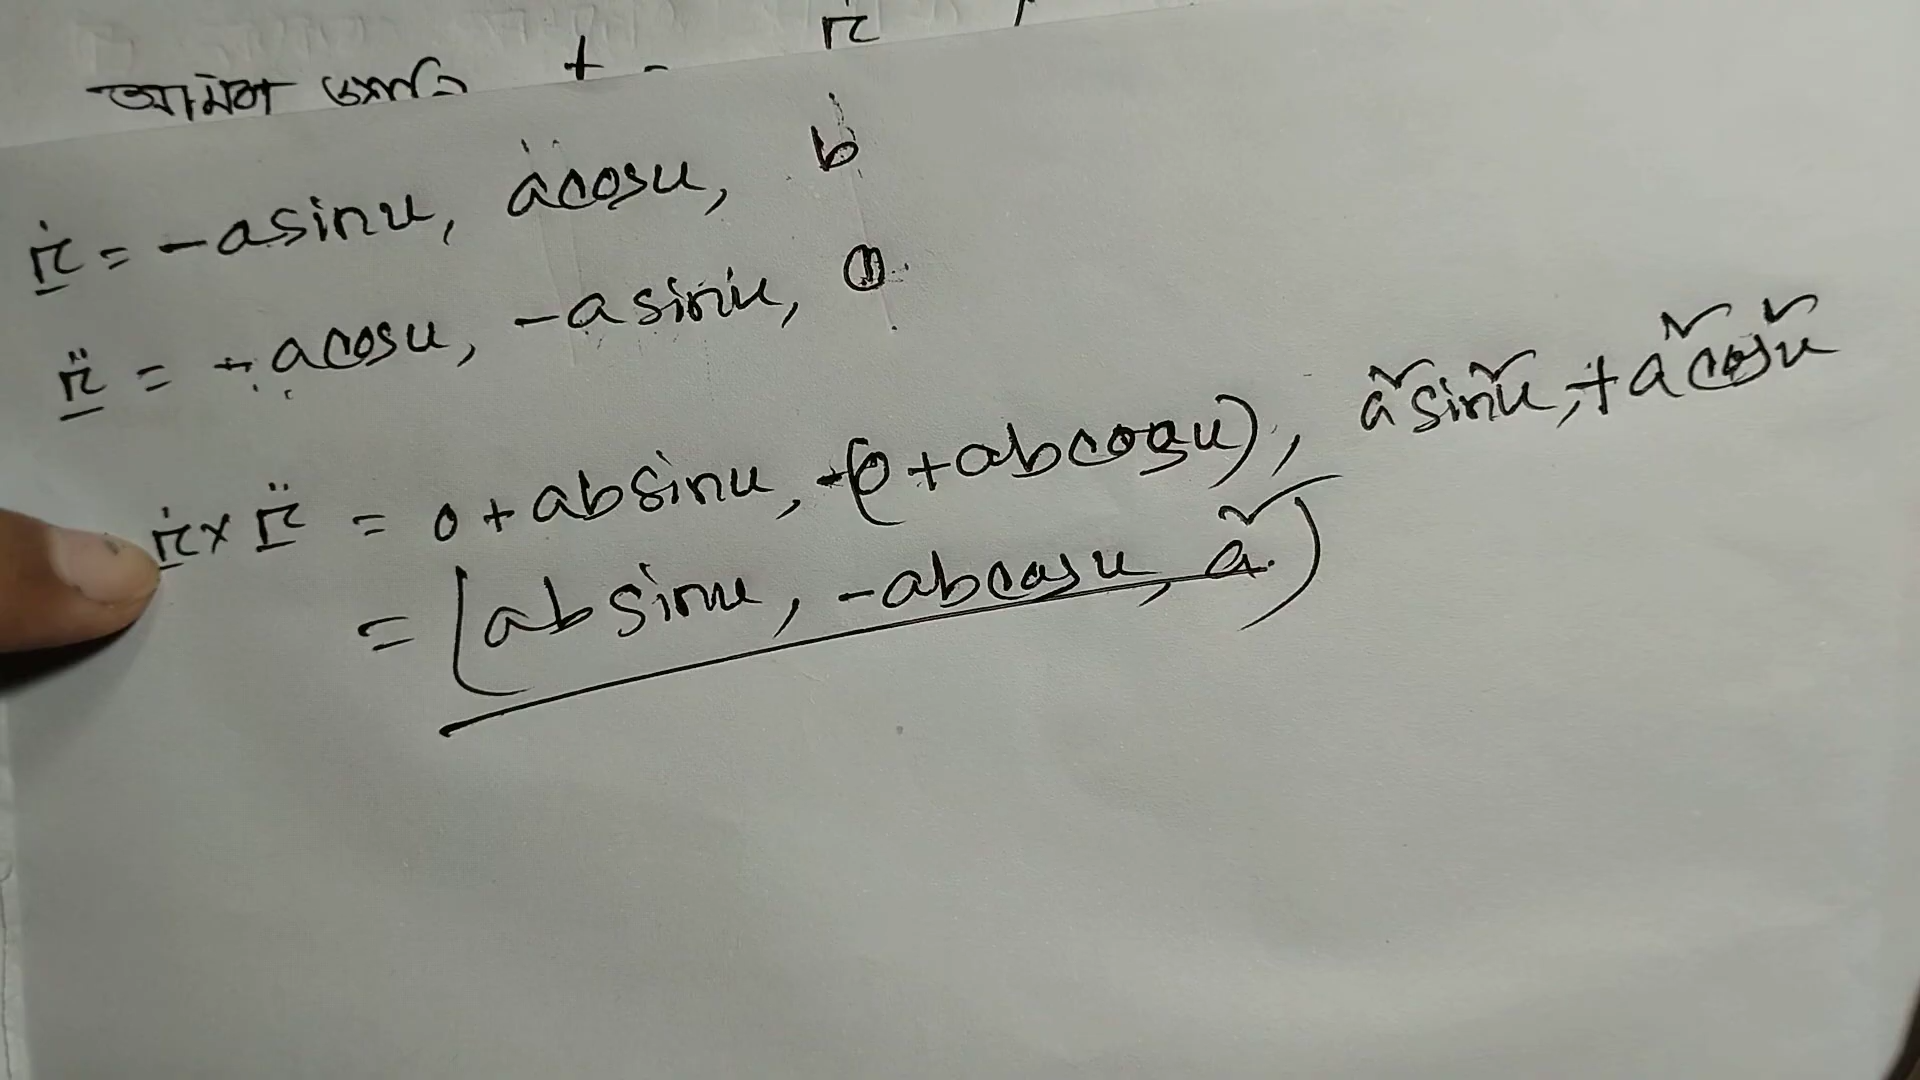 ṙ
আমরা জানি t =
ṙ = -asinu, acosu, b
r̈ = -acosu, -asinu, 0
ṙ × r̈ = 0 + absinu, -(0 + abcosu), a²sin²u + a²cos²u
= (absinu, -abcosu, a²)